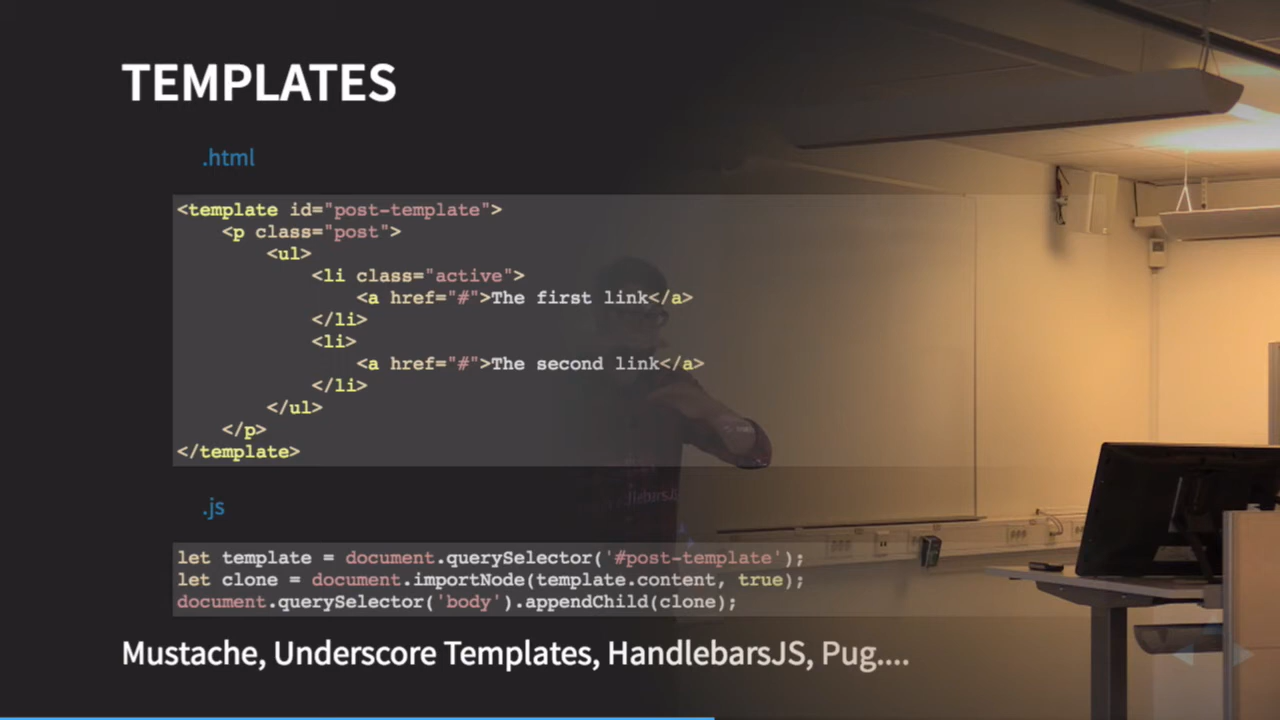 TEMPLATES
.html
<template id="post-template">
    <p class="post">
        <ul>
            <li class="active">
                <a href="#">The first link</a>
            </li>
            <li>
                <a href="#">The second link</a>
            </li>
        </ul>
    </p>
</template>
.js
let template = document.querySelector('#post-template');
let clone = document.importNode(template.content, true);
document.querySelector('body').appendChild(clone);
Mustache, Underscore Templates, HandlebarsJS, Pug....